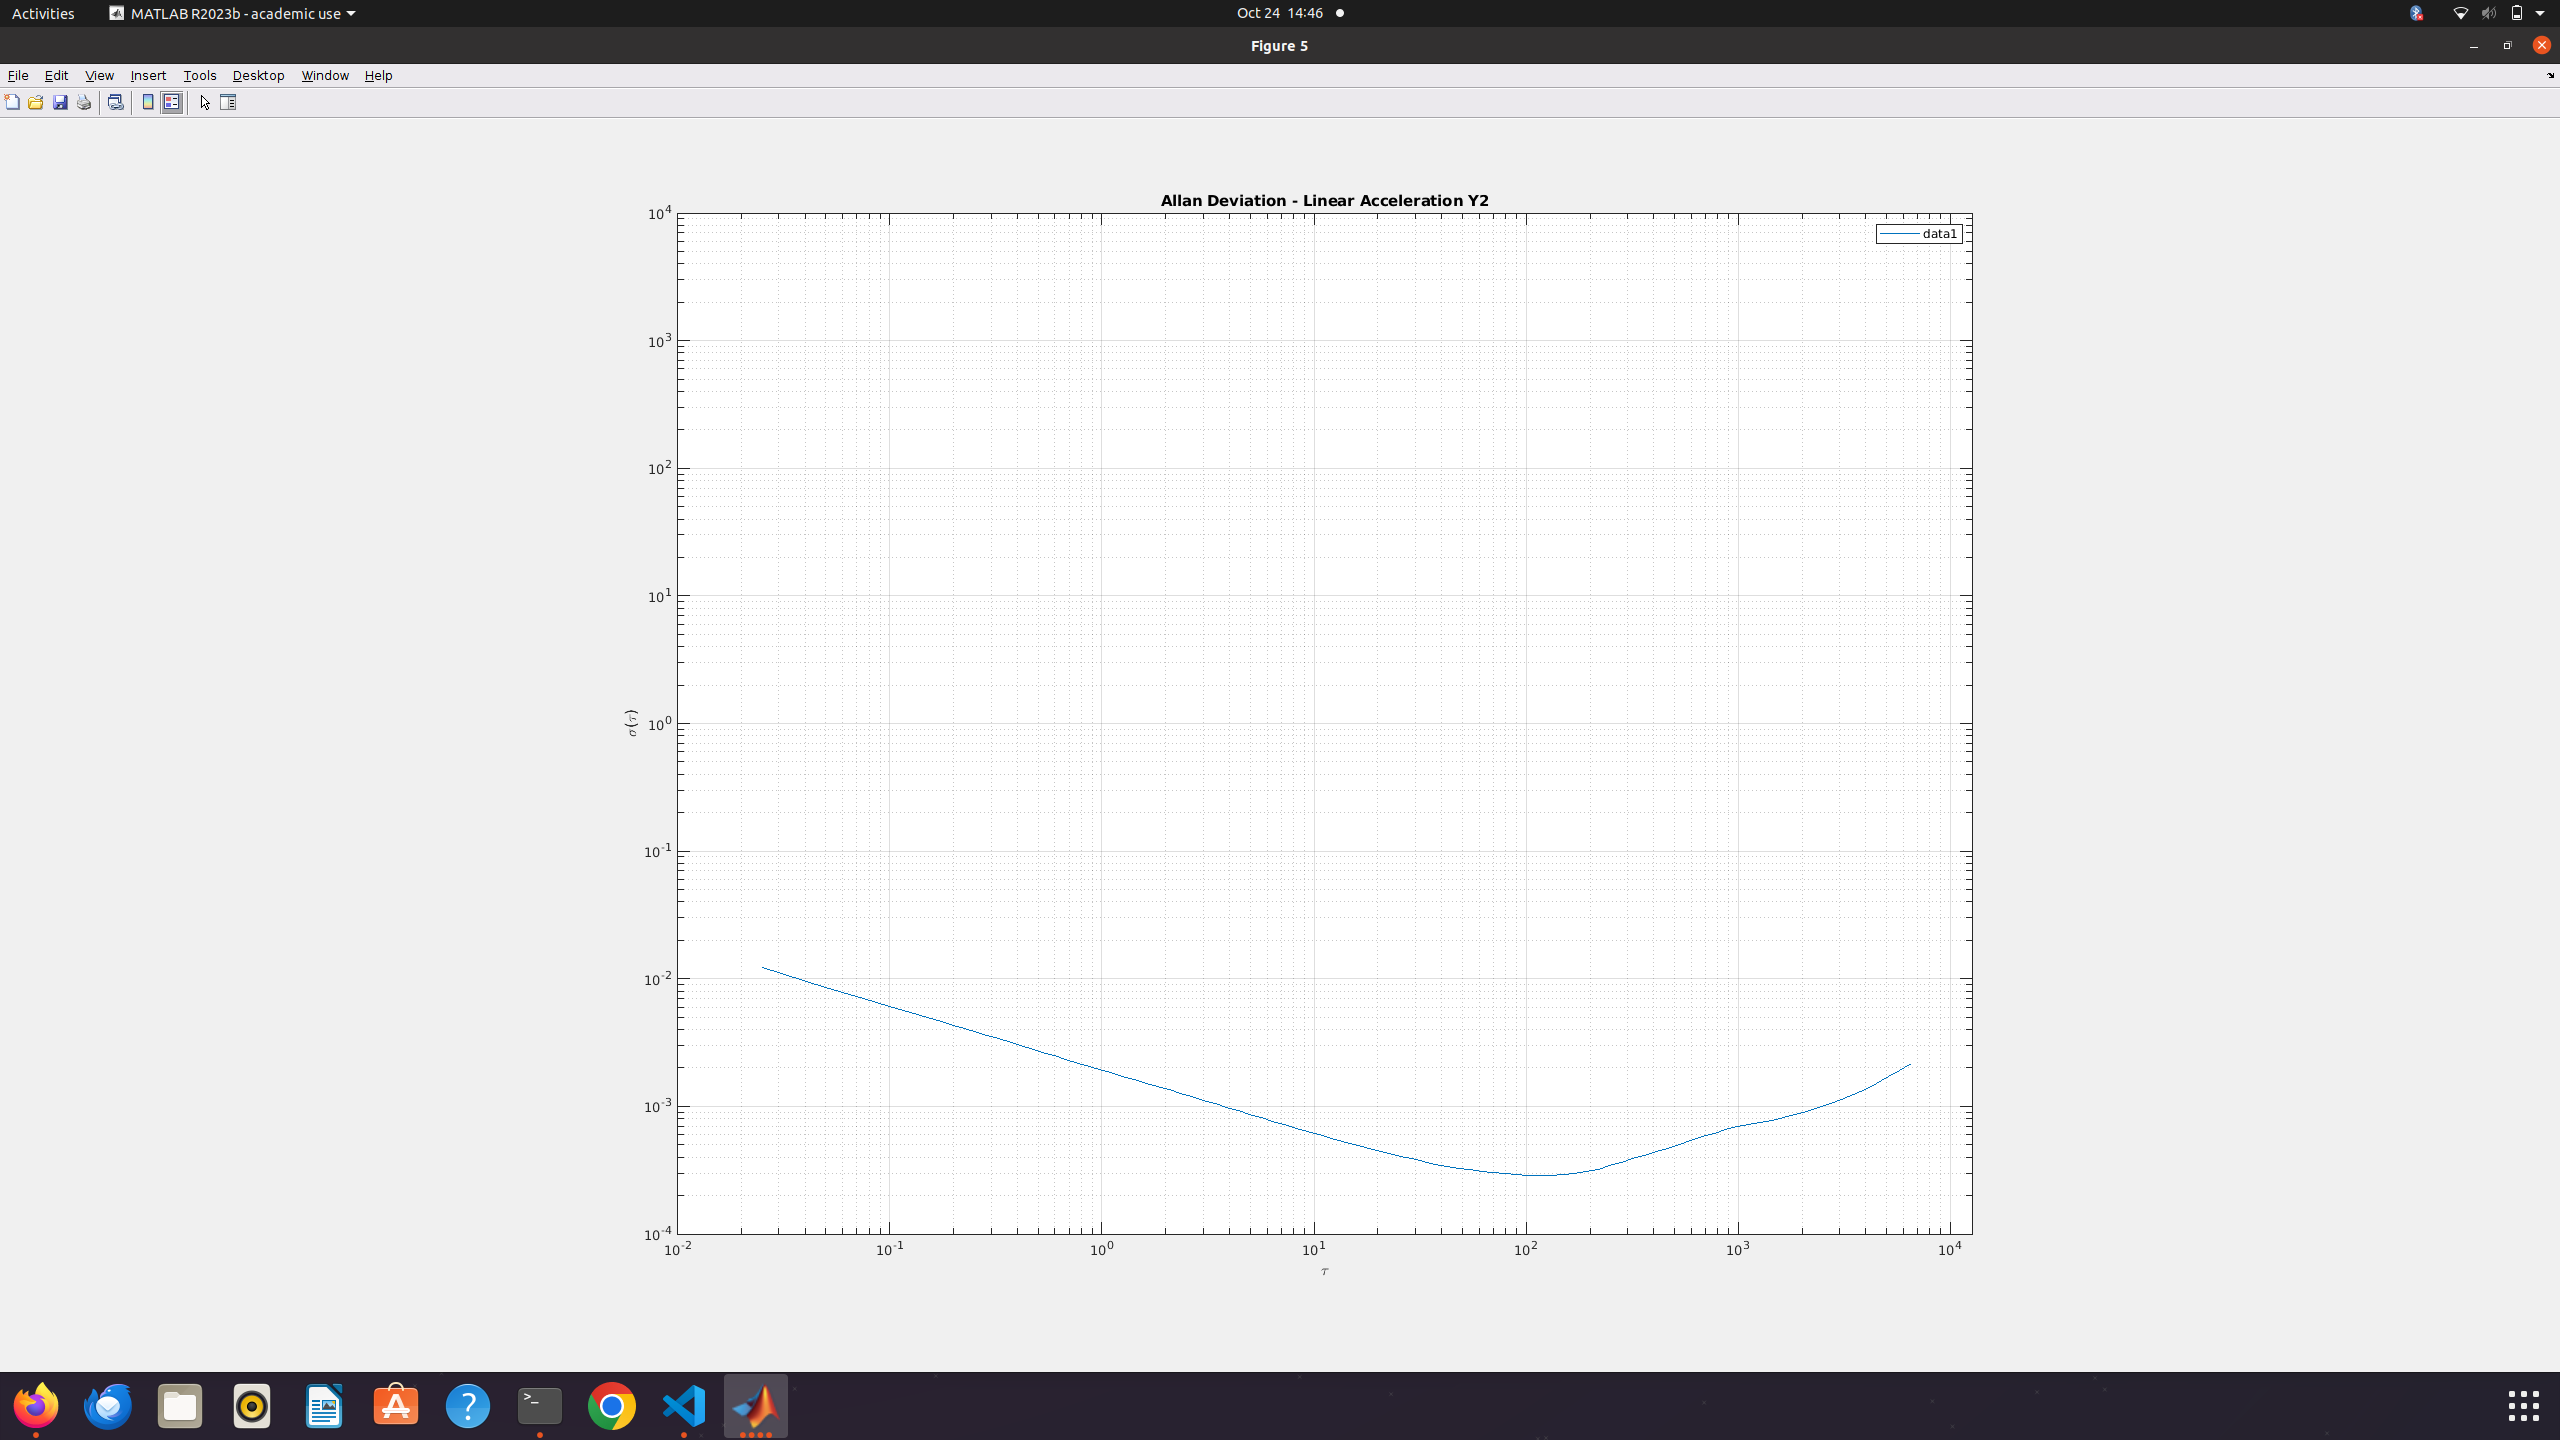 Activities MATLAB R2023b - academic use Oct 24 14:46
Figure 5
File Edit View Insert Tools Desktop Window Help
Allan Deviation - Linear Acceleration Y2
data1
10^4
10^3
10^2
10^1
10^0
10^-1
10^-2
10^-3
10^-4
σ(τ)
10^-2 10^-1 10^0 10^1 10^2 10^3 10^4
τ